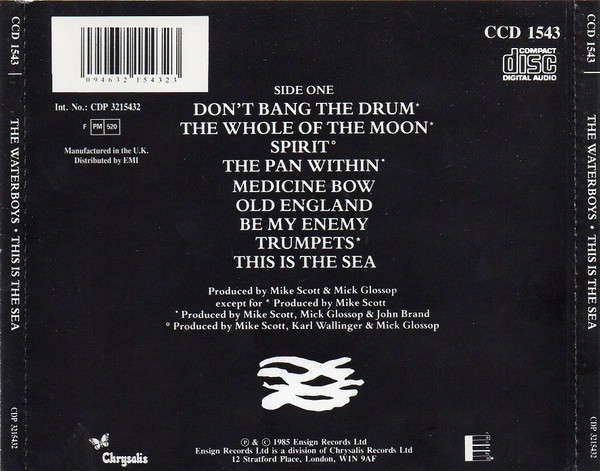 CCD 1543
THE WATERBOYS • THIS IS THE SEA
CDP 3215432
094632 154323
Int. No.: CDP 3215432
F PM 520
Manufactured in the U.K.
Distributed by EMI
CCD 1543
COMPACT
disc
DIGITAL AUDIO
SIDE ONE
DON'T BANG THE DRUM*
THE WHOLE OF THE MOON*
SPIRIT°
THE PAN WITHIN*
MEDICINE BOW
OLD ENGLAND
BE MY ENEMY
TRUMPETS*
THIS IS THE SEA
Produced by Mike Scott & Mick Glossop
except for * Produced by Mike Scott
* Produced by Mike Scott, Mick Glossop & John Brand
° Produced by Mike Scott, Karl Wallinger & Mick Glossop
Chrysalis
℗ & © 1985 Ensign Records Ltd
Ensign Records Ltd is a division of Chrysalis Records Ltd
12 Stratford Place, London, W1N 9AF
CCD 1543
THE WATERBOYS • THIS IS THE SEA
CDP 3215432